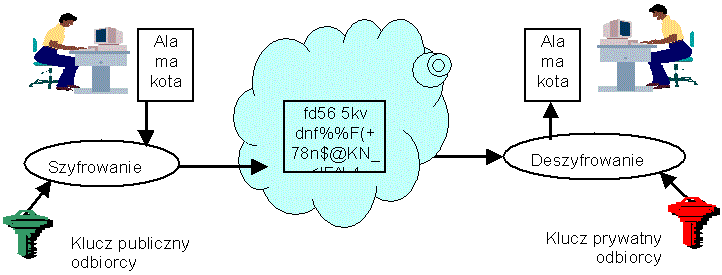 Ala
ma
kota
Szyfrowanie
Klucz publiczny
odbiorcy
fd56 5kv
dnf%%F(+
78n$@KN_
Ala
ma
kota
Deszyfrowanie
Klucz prywatny
odbiorcy